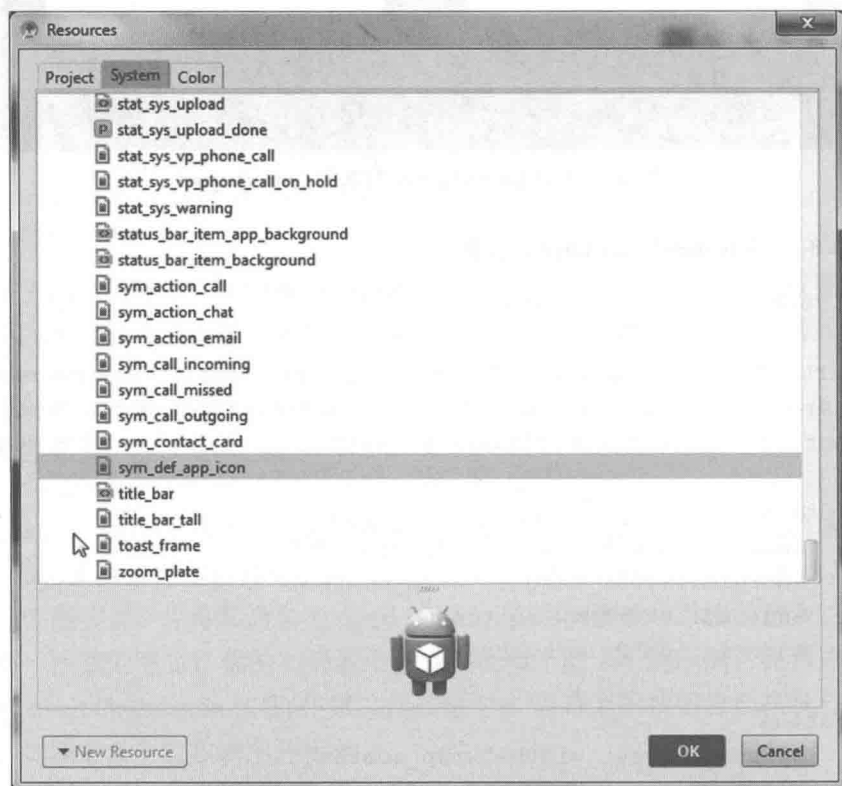 Resources
Project System Color
stat_sys_upload
stat_sys_upload_done
stat_sys_vp_phone_call
stat_sys_vp_phone_call_on_hold
stat_sys_warning
status_bar_item_app_background
status_bar_item_background
sym_action_call
sym_action_chat
sym_action_email
sym_call_incoming
sym_call_missed
sym_call_outgoing
sym_contact_card
sym_def_app_icon
title_bar
title_bar_tall
toast_frame
zoom_plate
New Resource OK Cancel